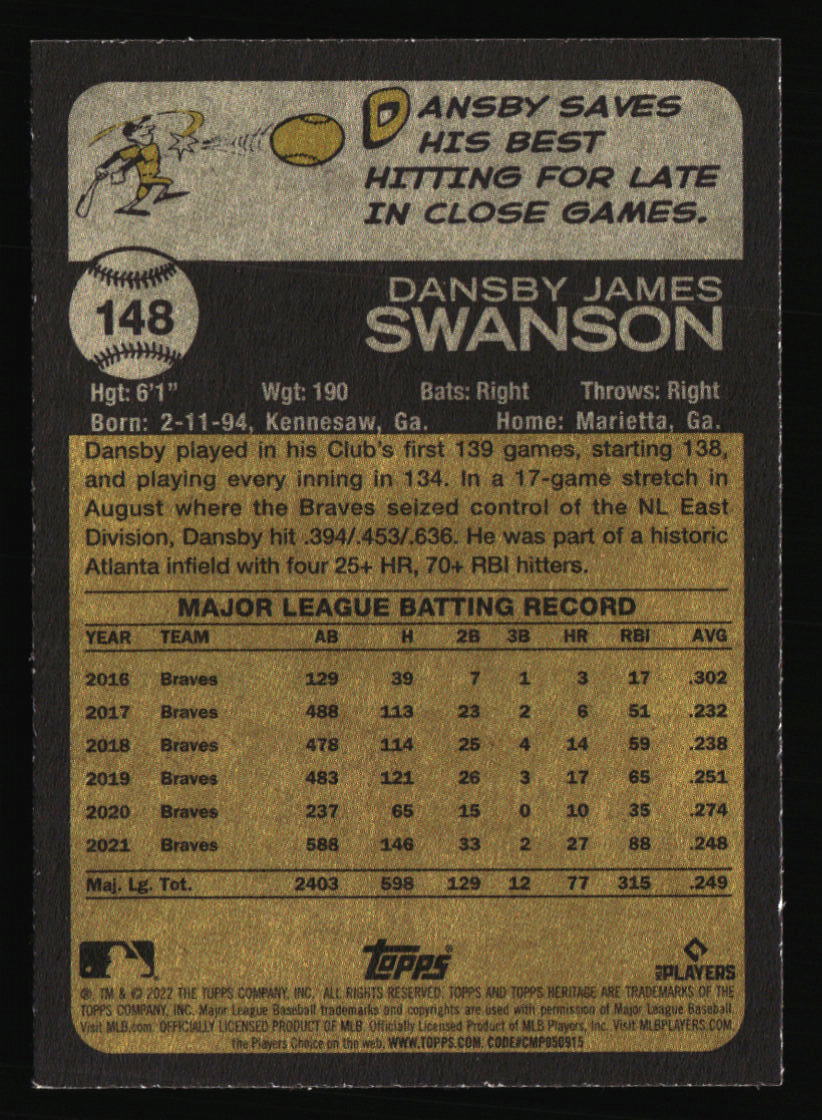 DANSBY SAVES
HIS BEST
HITTING FOR LATE
IN CLOSE GAMES.
148
DANSBY JAMES
SWANSON
Hgt: 6'1" Wgt: 190 Bats: Right Throws: Right
Born: 2-11-94, Kennesaw, Ga. Home: Marietta, Ga.
Dansby played in his Club's first 139 games, starting 138,
and playing every inning in 134. In a 17-game stretch in
August where the Braves seized control of the NL East
Division, Dansby hit .394/.453/.636. He was part of a historic
Atlanta infield with four 25+ HR, 70+ RBI hitters.
MAJOR LEAGUE BATTING RECORD
YEAR TEAM AB H 2B 3B HR RBI AVG
2016 Braves 129 39 7 1 3 17 .302
2017 Braves 488 113 23 2 6 51 .232
2018 Braves 478 114 25 4 14 59 .238
2019 Braves 483 121 26 3 17 65 .251
2020 Braves 237 65 15 0 10 35 .274
2021 Braves 588 146 33 2 27 88 .248
Maj. Lg. Tot. 2403 598 129 12 77 315 .249
Topps® MLBPLAYERS
®, TM & © 2022 THE TOPPS COMPANY, INC. ALL RIGHTS RESERVED. TOPPS AND TOPPS HERITAGE ARE TRADEMARKS OF THE
TOPPS COMPANY, INC. Major League Baseball trademarks and copyrights are used with permission of Major League Baseball.
Visit MLB.com. OFFICIALLY LICENSED PRODUCT OF MLB. Officially Licensed Product of MLB Players, Inc. Visit MLBPLAYERS.COM,
the Players Choice on the web. WWW.TOPPS.COM. CODE#CMP050915